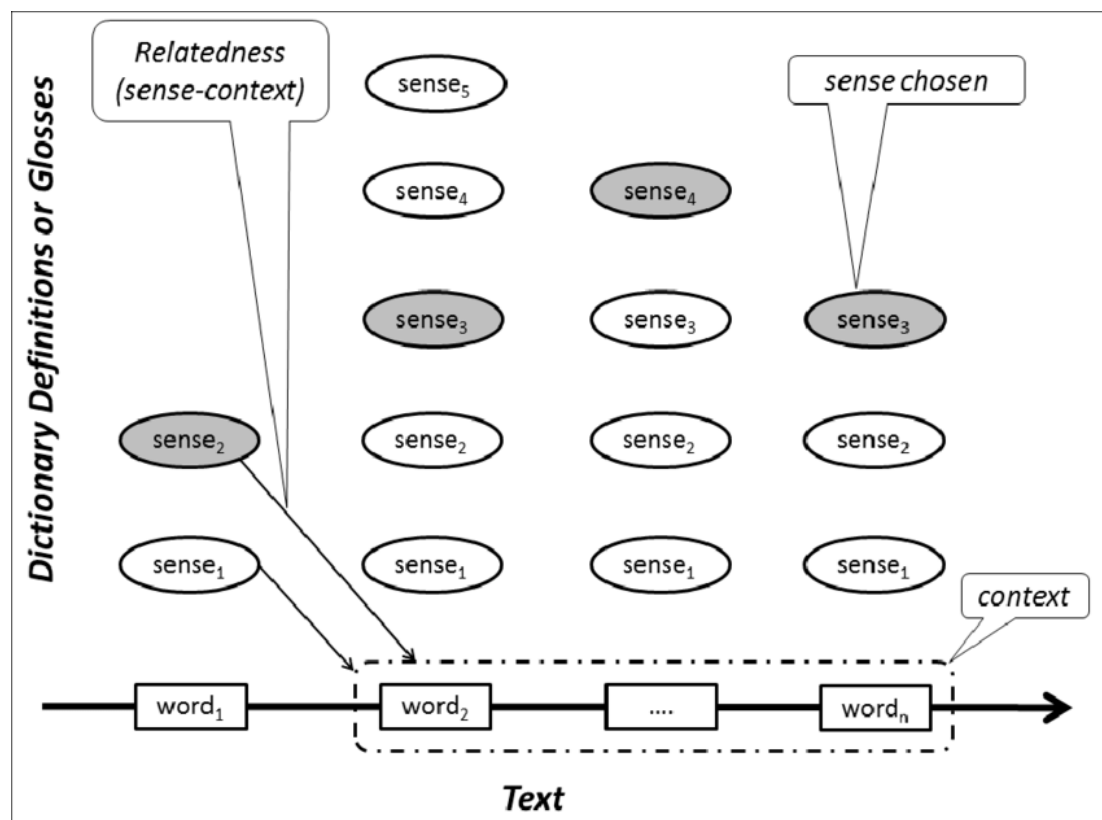 Dictionary Definitions or Glosses
Relatedness
(sense-context)
sense chosen
sense₅
sense₄
sense₄
sense₃
sense₃
sense₃
sense₂
sense₂
sense₂
sense₂
sense₁
sense₁
sense₁
sense₁
context
word₁
word₂
....
wordₙ
Text